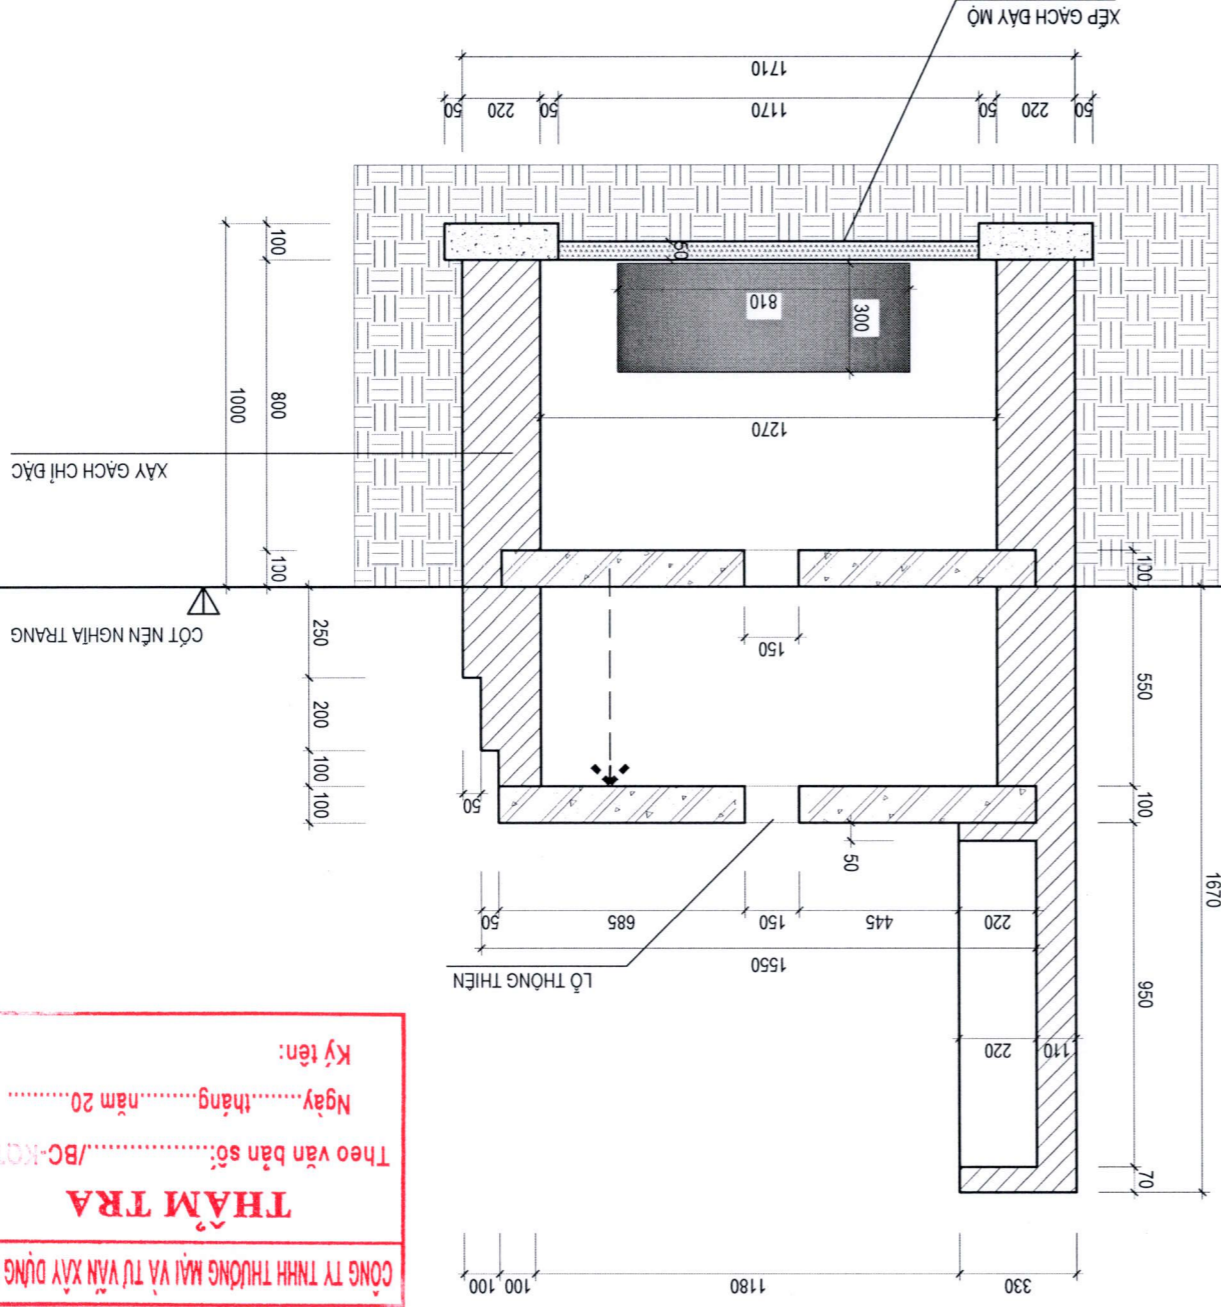 330 1180 100 100
CÔNG TY TNHH THƯƠNG MẠI VÀ TƯ VẤN XÂY DỰNG
THẨM TRA
Theo văn bản số:................/BC-KQ
Ngày........tháng.........năm 20.........
Ký tên:
70
950
1670
110 220
LỖ THÔNG THIÊN
1550
220 445 150 685 50
50
100
550
100
100
100
200
250
50
150
CỐT NỀN NGHĨA TRANG
100
800
100
1000
XÂY GẠCH CHỈ ĐẶC
1270
300
810
50
50 220 50 1170 50 220 50
1710
XẾP GẠCH ĐÁY MỘ